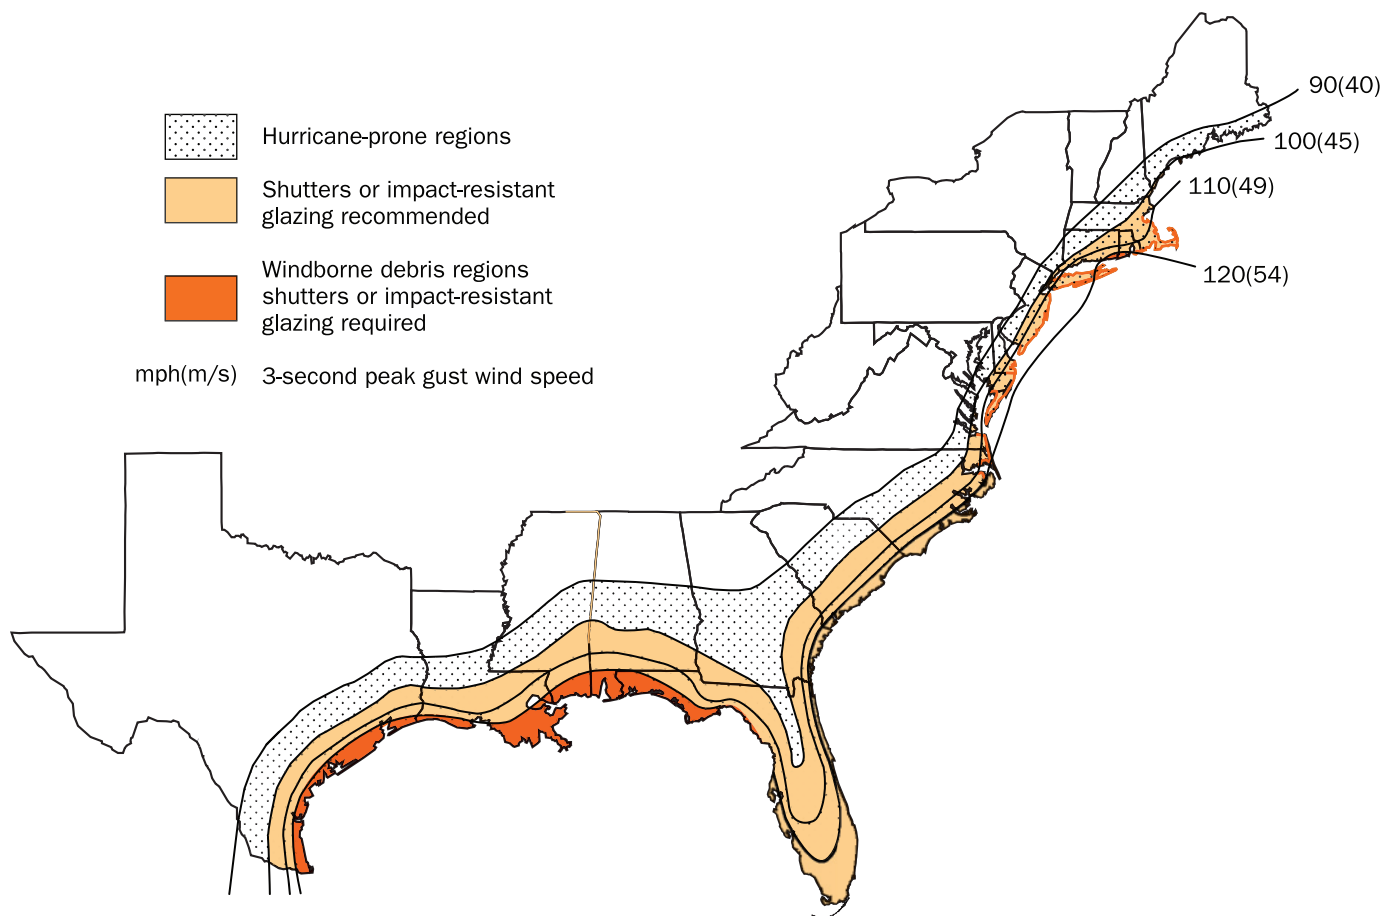 Hurricane-prone regions
Shutters or impact-resistant
glazing recommended
Windborne debris regions
shutters or impact-resistant
glazing required
mph(m/s) 3-second peak gust wind speed
90(40)
100(45)
110(49)
120(54)